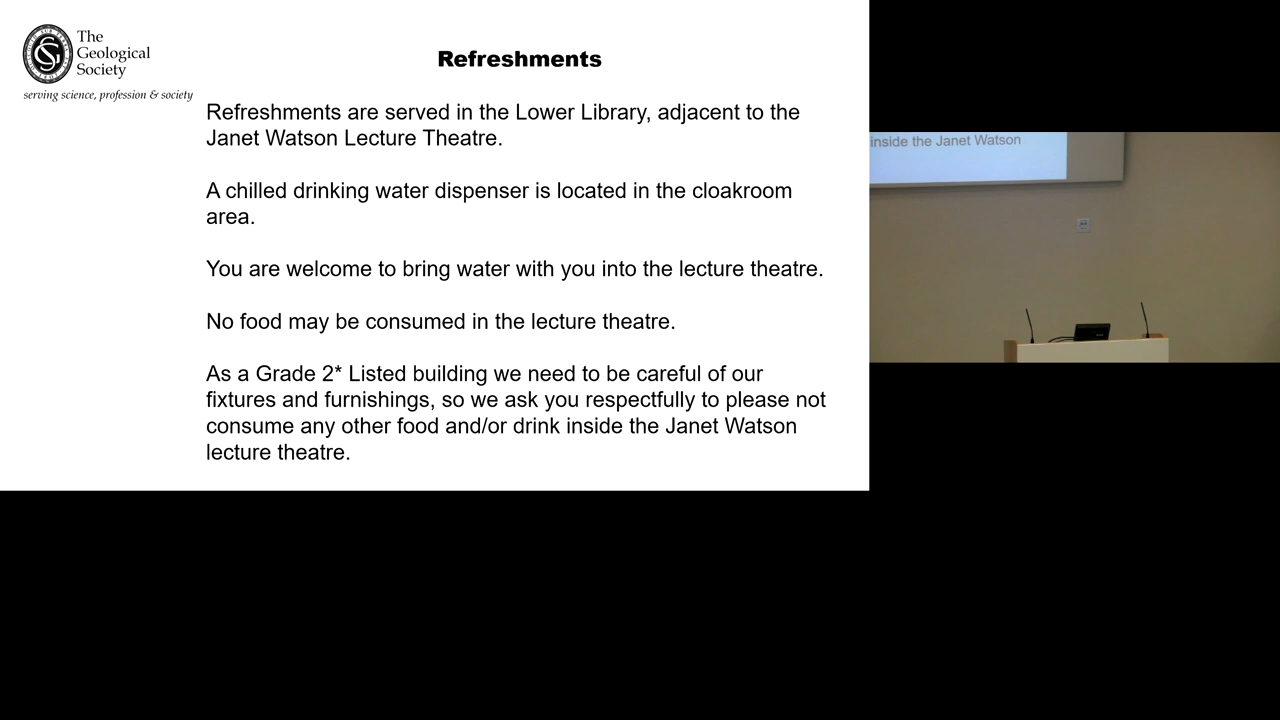 The
Geological
Society
serving science, profession & society
Refreshments
Refreshments are served in the Lower Library, adjacent to the
Janet Watson Lecture Theatre.
A chilled drinking water dispenser is located in the cloakroom
area.
You are welcome to bring water with you into the lecture theatre.
No food may be consumed in the lecture theatre.
As a Grade 2* Listed building we need to be careful of our
fixtures and furnishings, so we ask you respectfully to please not
consume any other food and/or drink inside the Janet Watson
lecture theatre.
inside the Janet Watson